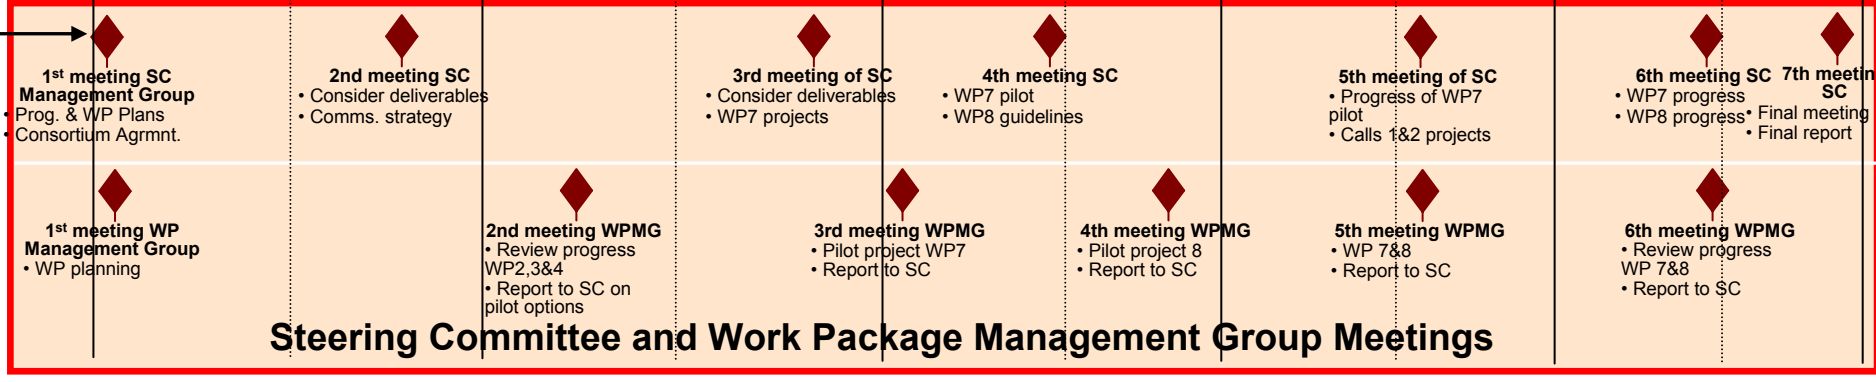 1st meeting SC
Management Group
• Prog. & WP Plans
• Consortium Agrmnt.
2nd meeting SC
• Consider deliverables
• Comms. strategy
3rd meeting of SC
• Consider deliverables
• WP7 projects
4th meeting SC
• WP7 pilot
• WP8 guidelines
5th meeting of SC
• Progress of WP7
pilot
• Calls 1&2 projects
6th meeting SC
• WP7 progress
• WP8 progress
7th meetin
SC
• Final meeting
• Final report
1st meeting WP
Management Group
• WP planning
2nd meeting WPMG
• Review progress
WP2,3&4
• Report to SC on
pilot options
3rd meeting WPMG
• Pilot project WP7
• Report to SC
4th meeting WPMG
• Pilot project 8
• Report to SC
5th meeting WPMG
• WP 7&8
• Report to SC
6th meeting WPMG
• Review progress
WP 7&8
• Report to SC
Steering Committee and Work Package Management Group Meetings